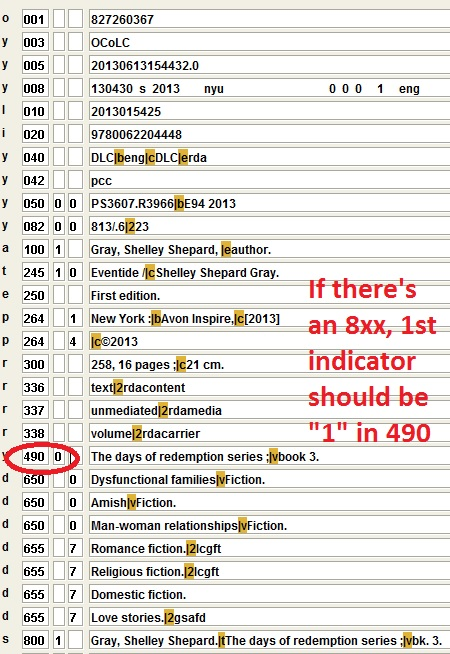 o 001 827260367
y 003 OCoLC
y 005 20130613154432.0
y 008 130430 s 2013 nyu 0 0 0 1 eng
l 010 2013015425
i 020 9780062204448
y 040 DLC|beng|cDLC|erda
y 042 pcc
y 050 0 0 PS3607.R3966|bE94 2013
y 082 0 0 813/.6|223
a 100 1 Gray, Shelley Shepard, |eauthor.
t 245 1 0 Eventide /|cShelley Shepard Gray.
e 250 First edition.
p 264 1 New York :|bAvon Inspire,|c[2013]
p 264 4 |c©2013
r 300 258, 16 pages ;|c21 cm.
r 336 text|2rdacontent
r 337 unmediated|2rdamedia
r 338 volume|2rdacarrier
y 490 0 The days of redemption series ;|vbook 3.
d 650 0 Dysfunctional families|vFiction.
d 650 0 Amish|vFiction.
d 650 0 Man-woman relationships|vFiction.
d 655 7 Romance fiction.|2lcgft
d 655 7 Religious fiction.|2lcgft
d 655 7 Domestic fiction.
d 655 7 Love stories.|2gsafd
s 800 1 Gray, Shelley Shepard.|tThe days of redemption series ;|vbk. 3.
If there's
an 8xx, 1st
indicator
should be
"1" in 490